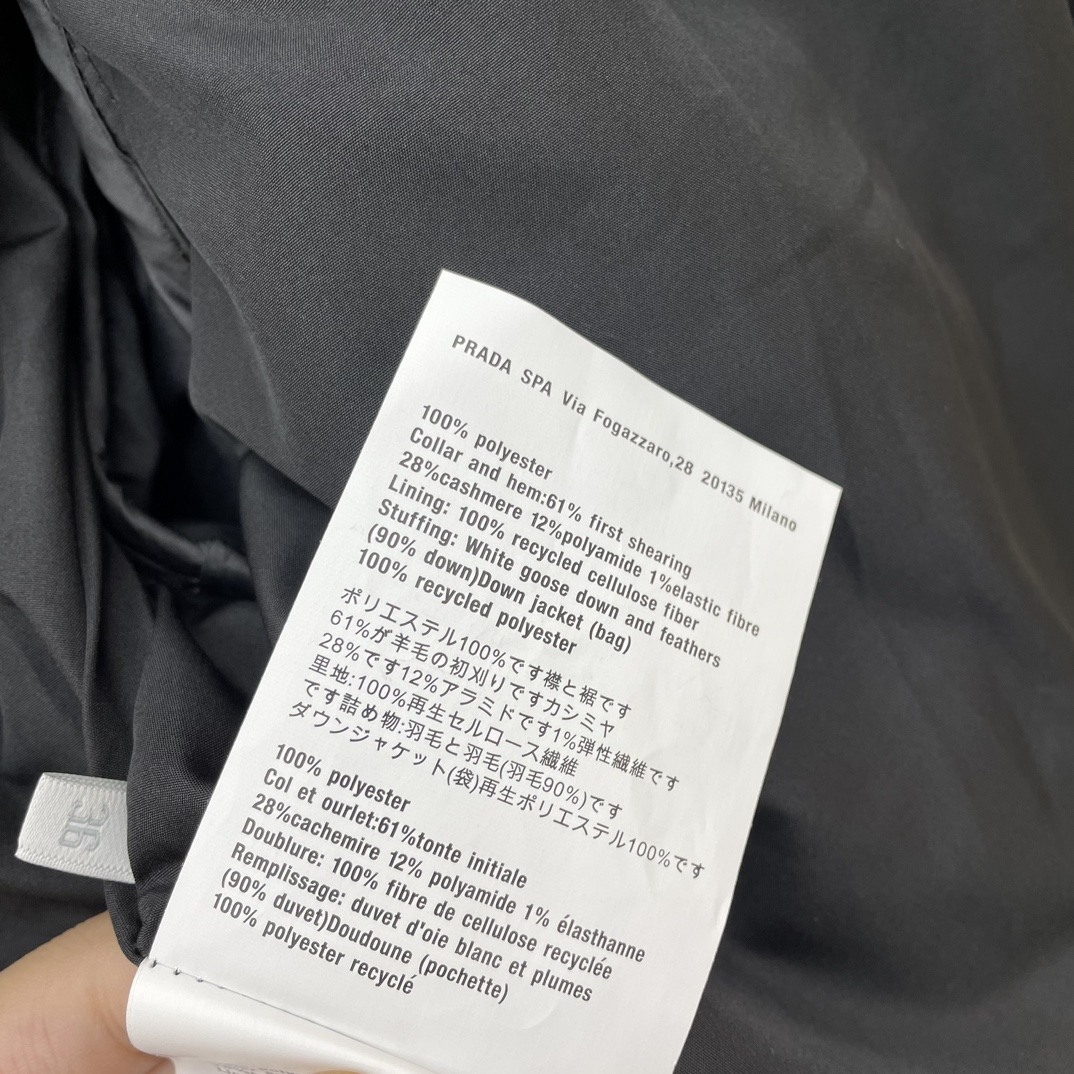 PRADA SPA Via Fogazzaro,28 20135 Milano
100% polyester
Collar and hem:61% first shearing
28%cashmere 12%polyamide 1%elastic fibre
Lining: 100% recycled cellulose fiber
Stuffing: White goose down and feathers
(90% down)Down jacket (bag)
100% recycled polyester
ポリエステル100%です襟と裾です
61%が羊毛の初刈りですカシミヤ
28%です12%アラミドです1%弾性繊維です
里地:100%再生セルロース繊維
です詰め物:羽毛と羽毛(羽毛90%)です
ダウンジャケット(袋)再生ポリエステル100%です
100% polyester
Col et ourlet:61%tonte initiale
28%cachemire 12% polyamide 1% élasthanne
Doublure: 100% fibre de cellulose recyclée
Remplissage: duvet d'oie blanc et plumes
(90% duvet)Doudoune (pochette)
100% polyester recyclé
36